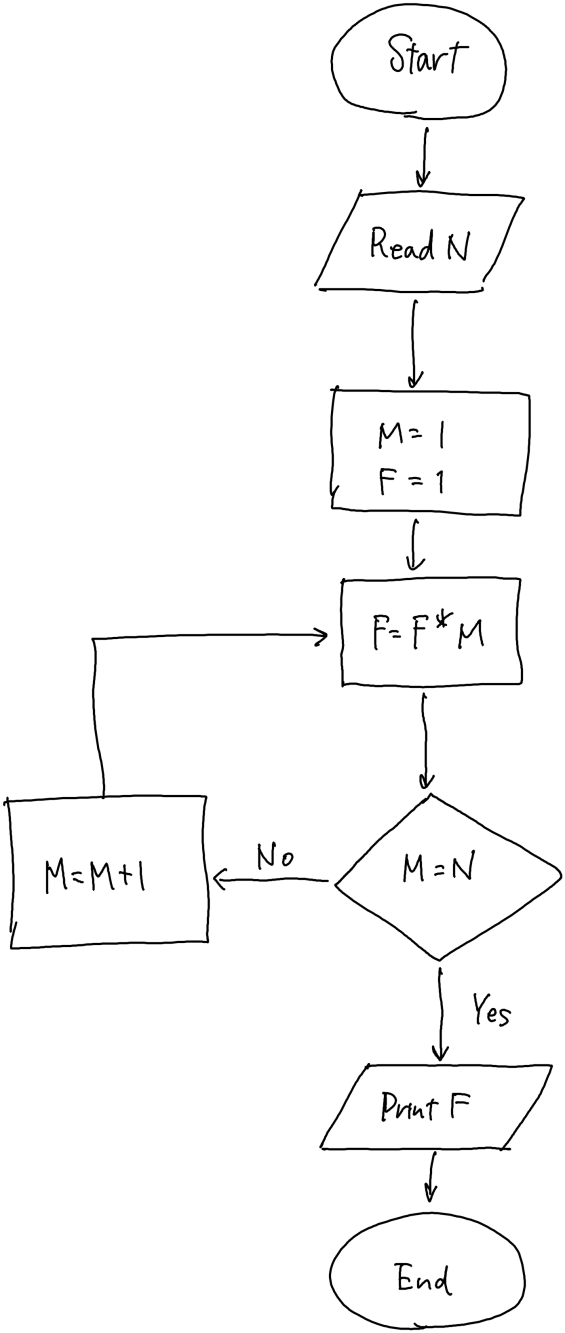 Start
Read N
M = 1
F = 1
F = F * M
M = N
No
M = M + 1
Yes
Print F
End